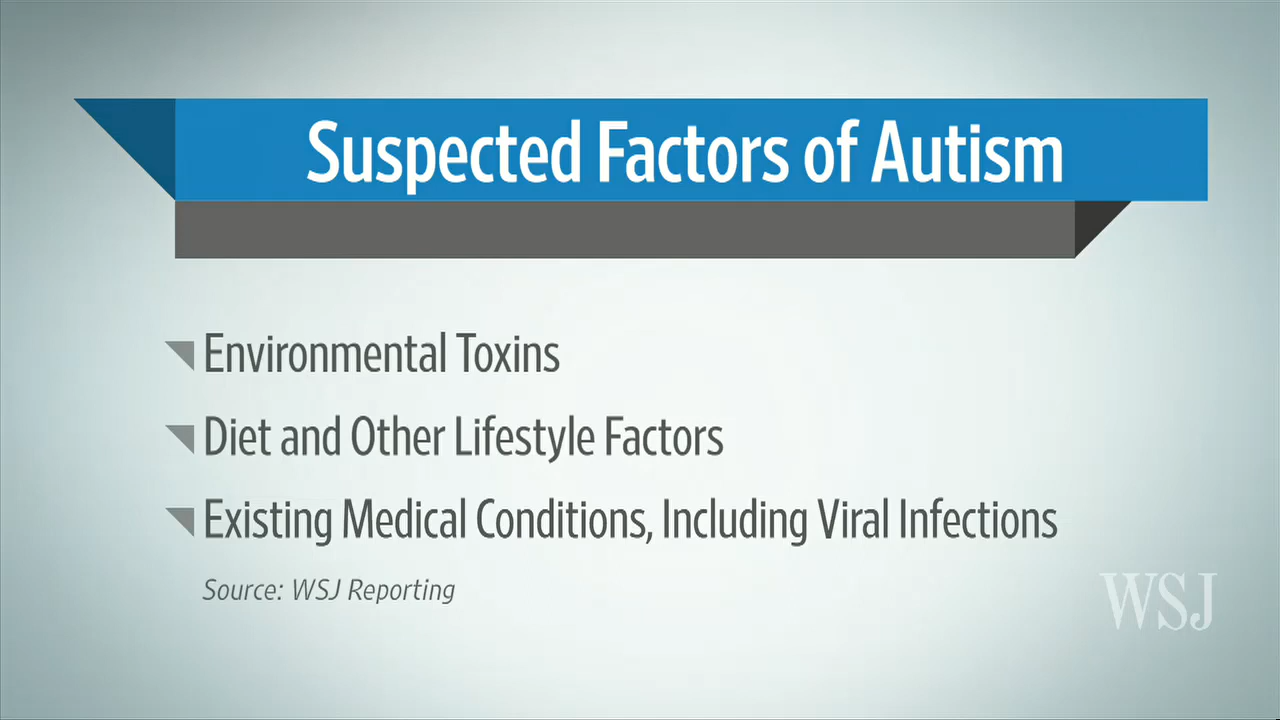 Suspected Factors of Autism
Environmental Toxins
Diet and Other Lifestyle Factors
Existing Medical Conditions, Including Viral Infections
Source: WSJ Reporting
WSJ